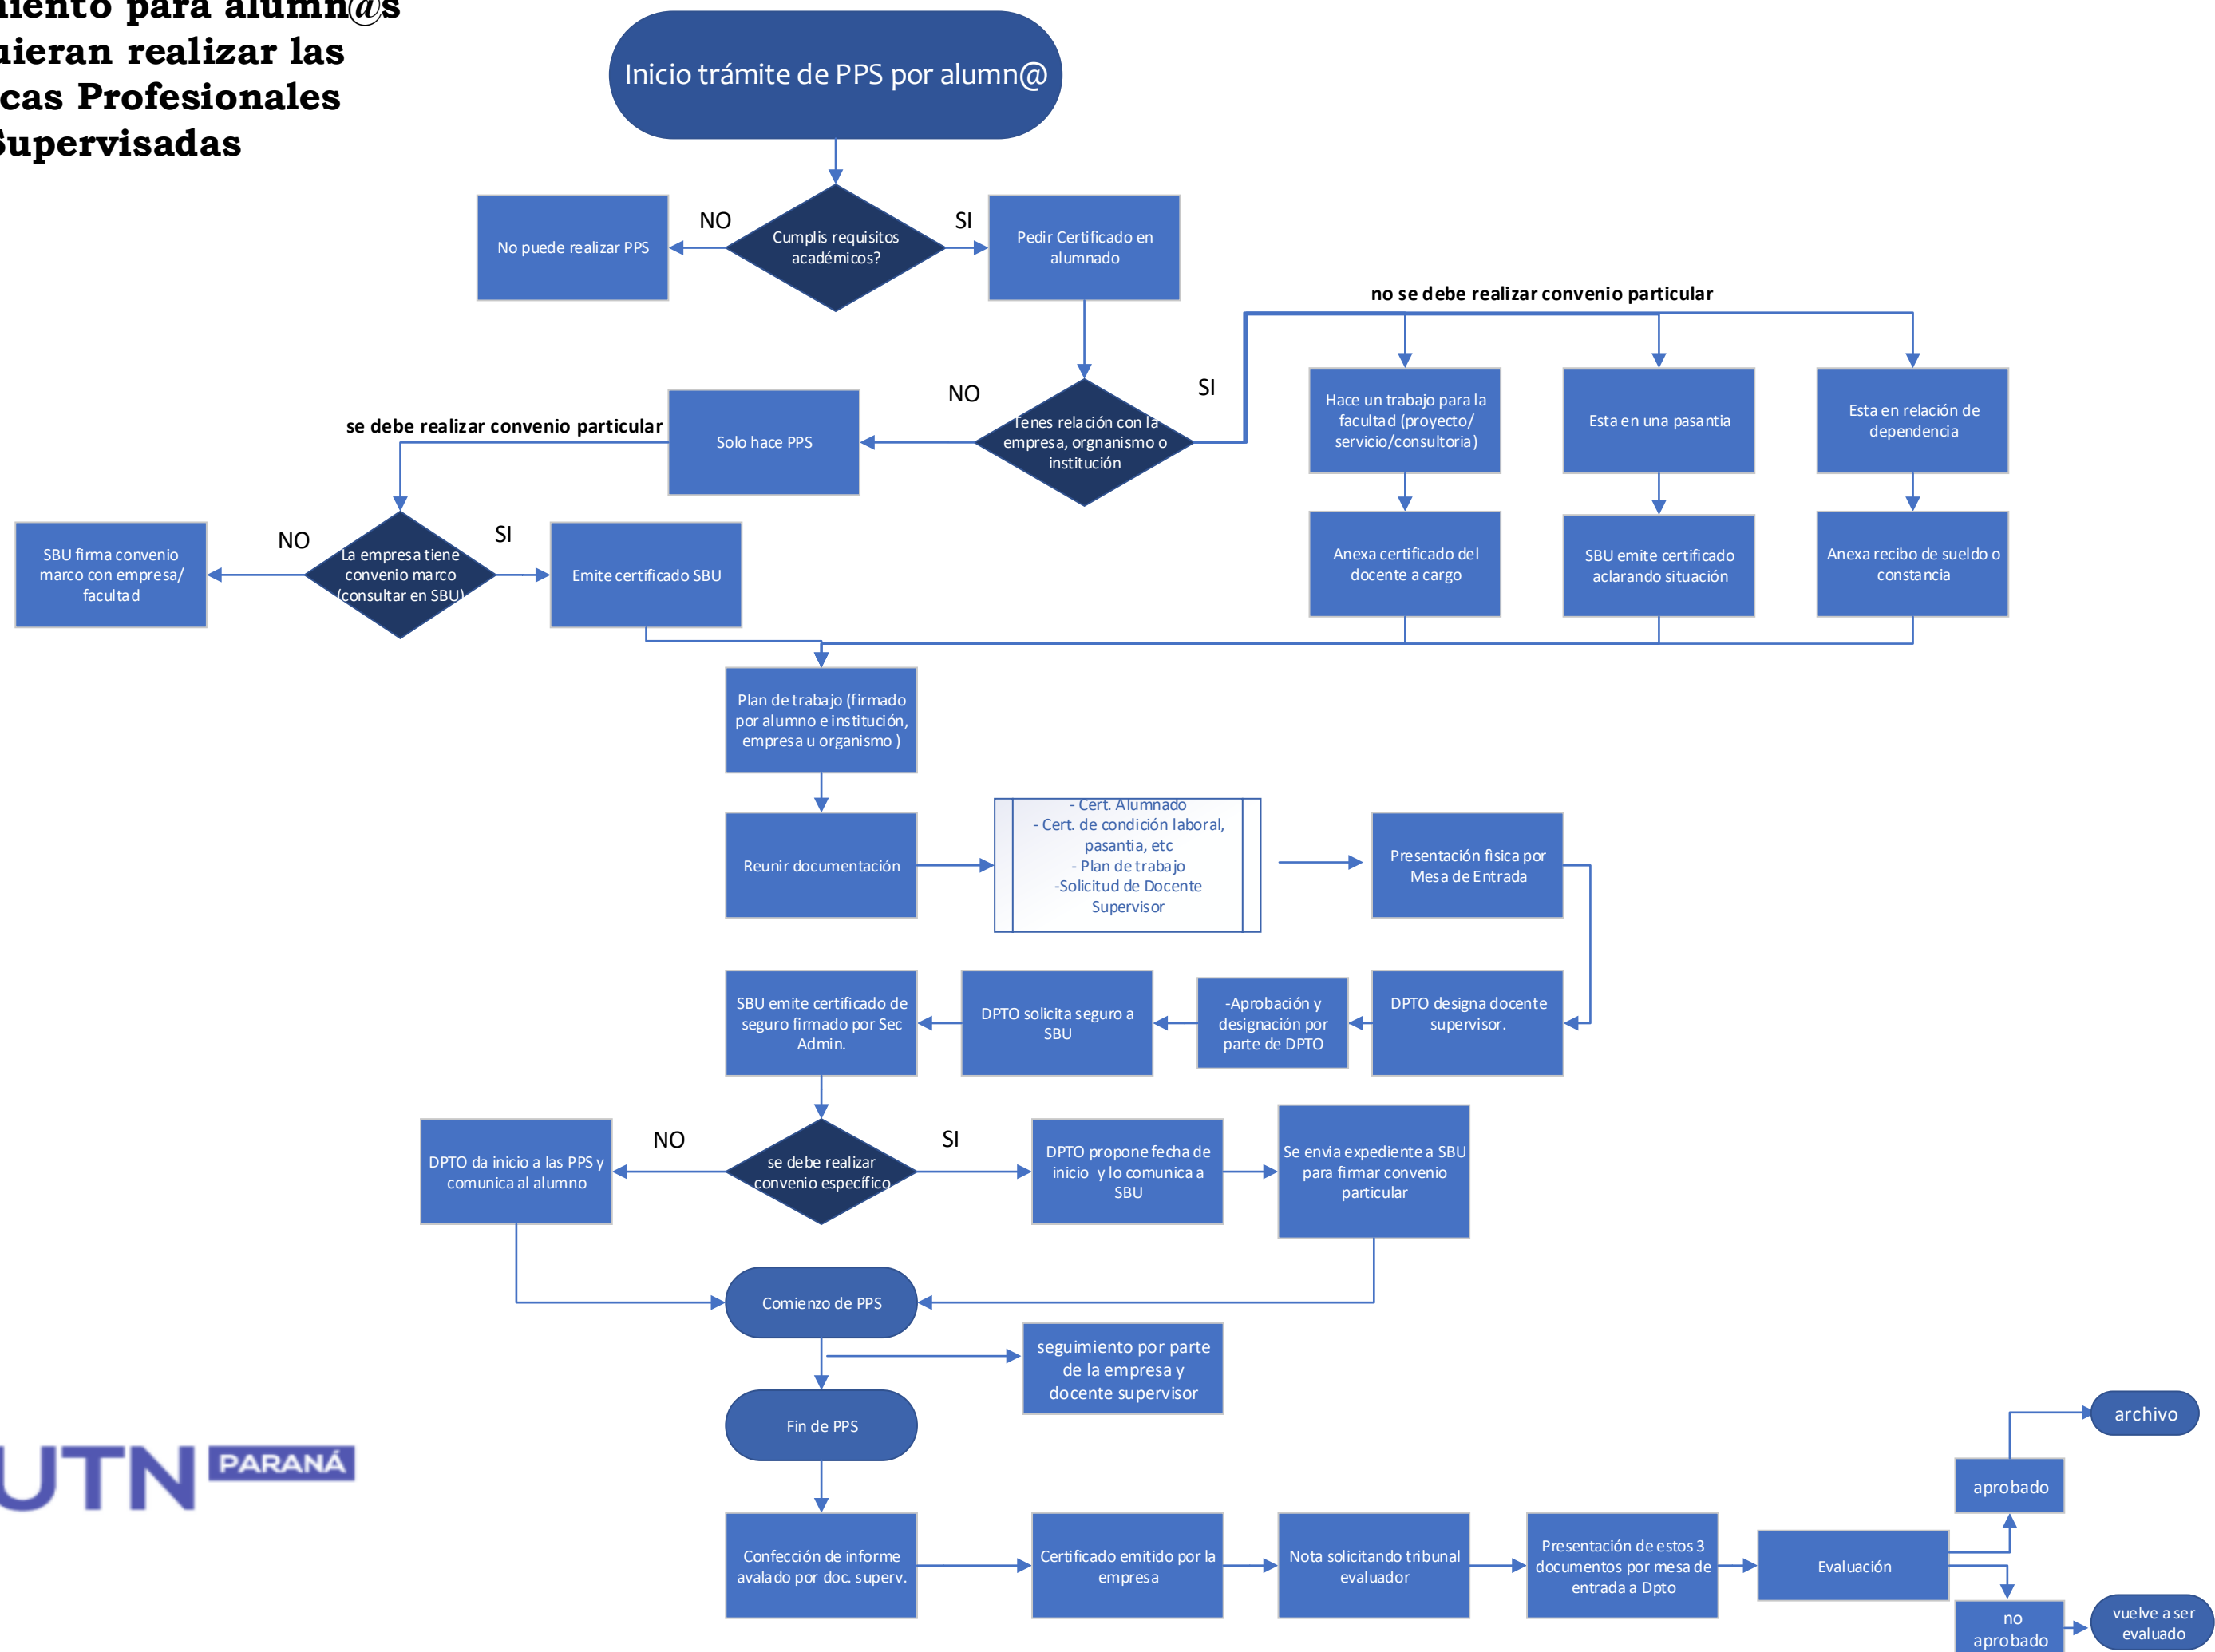 miento para alumn@s
uieran realizar las
cas Profesionales
Supervisadas
Inicio trámite de PPS por alumn@
NO
SI
No puede realizar PPS
Cumplis requisitos
académicos?
Pedir Certificado en
alumnado
no se debe realizar convenio particular
NO
SI
se debe realizar convenio particular
Solo hace PPS
Tenes relación con la
empresa, orgnanismo o
institución
Hace un trabajo para la
facultad (proyecto/
servicio/consultoria)
Esta en una pasantia
Esta en relación de
dependencia
NO
SI
SBU firma convenio
marco con empresa/
facultad
La empresa tiene
convenio marco
(consultar en SBU)
Emite certificado SBU
Anexa certificado del
docente a cargo
SBU emite certificado
aclarando situación
Anexa recibo de sueldo o
constancia
Plan de trabajo (firmado
por alumno e institución,
empresa u organismo )
Reunir documentación
- Cert. Alumnado
- Cert. de condición laboral,
pasantia, etc
- Plan de trabajo
-Solicitud de Docente
Supervisor
Presentación fisica por
Mesa de Entrada
SBU emite certificado de
seguro firmado por Sec
Admin.
DPTO solicita seguro a
SBU
-Aprobación y
designación por
parte de DPTO
DPTO designa docente
supervisor.
NO
SI
DPTO da inicio a las PPS y
comunica al alumno
se debe realizar
convenio específico
DPTO propone fecha de
inicio y lo comunica a
SBU
Se envia expediente a SBU
para firmar convenio
particular
Comienzo de PPS
seguimiento por parte
de la empresa y
docente supervisor
Fin de PPS
archivo
UTN PARANÁ
aprobado
Confección de informe
avalado por doc. superv.
Certificado emitido por la
empresa
Nota solicitando tribunal
evaluador
Presentación de estos 3
documentos por mesa de
entrada a Dpto
Evaluación
no
aprobado
vuelve a ser
evaluado